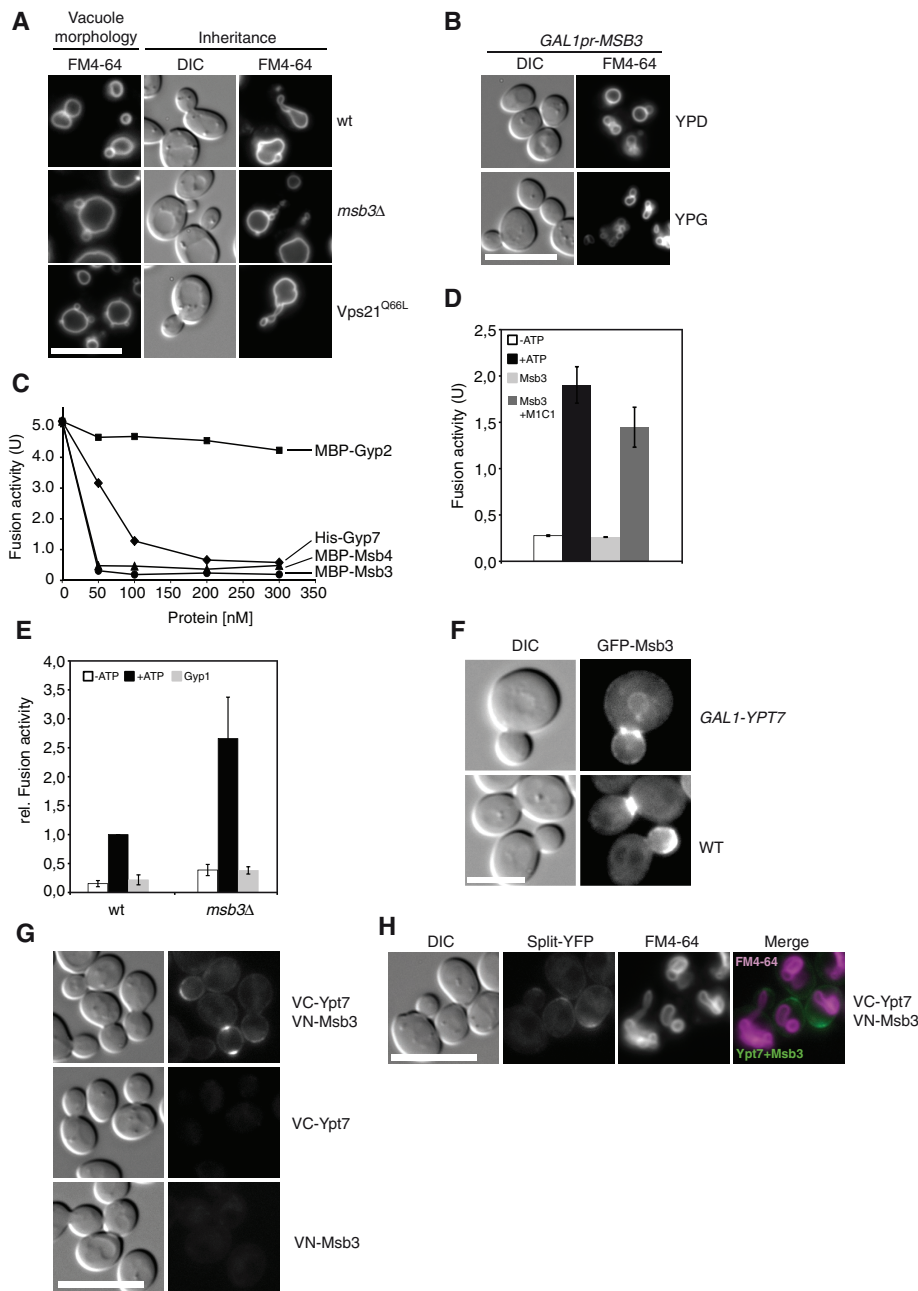 A
Vacuole
morphology
Inheritance
FM4-64
DIC
FM4-64
wt
msb3Δ
Vps21Q66L
B
GAL1pr-MSB3
DIC
FM4-64
YPD
YPG
C
Fusion activity (U)
5.0
4.0
3.0
2.0
1.0
0
0 50 100 150 200 250 300 350
Protein [nM]
MBP-Gyp2
His-Gyp7
MBP-Msb4
MBP-Msb3
D
Fusion activity (U)
2,5
2,0
1,5
1,0
0,5
0,0
-ATP
+ATP
Msb3
Msb3
+M1C1
E
rel. Fusion activity
4,0
3,5
3,0
2,5
2,0
1,5
1,0
0,5
0,0
-ATP +ATP Gyp1
wt
msb3Δ
F
DIC
GFP-Msb3
GAL1-YPT7
WT
G
VC-Ypt7
VN-Msb3
VC-Ypt7
VN-Msb3
H
DIC
Split-YFP
FM4-64
Merge
FM4-64
Ypt7+Msb3
VC-Ypt7
VN-Msb3